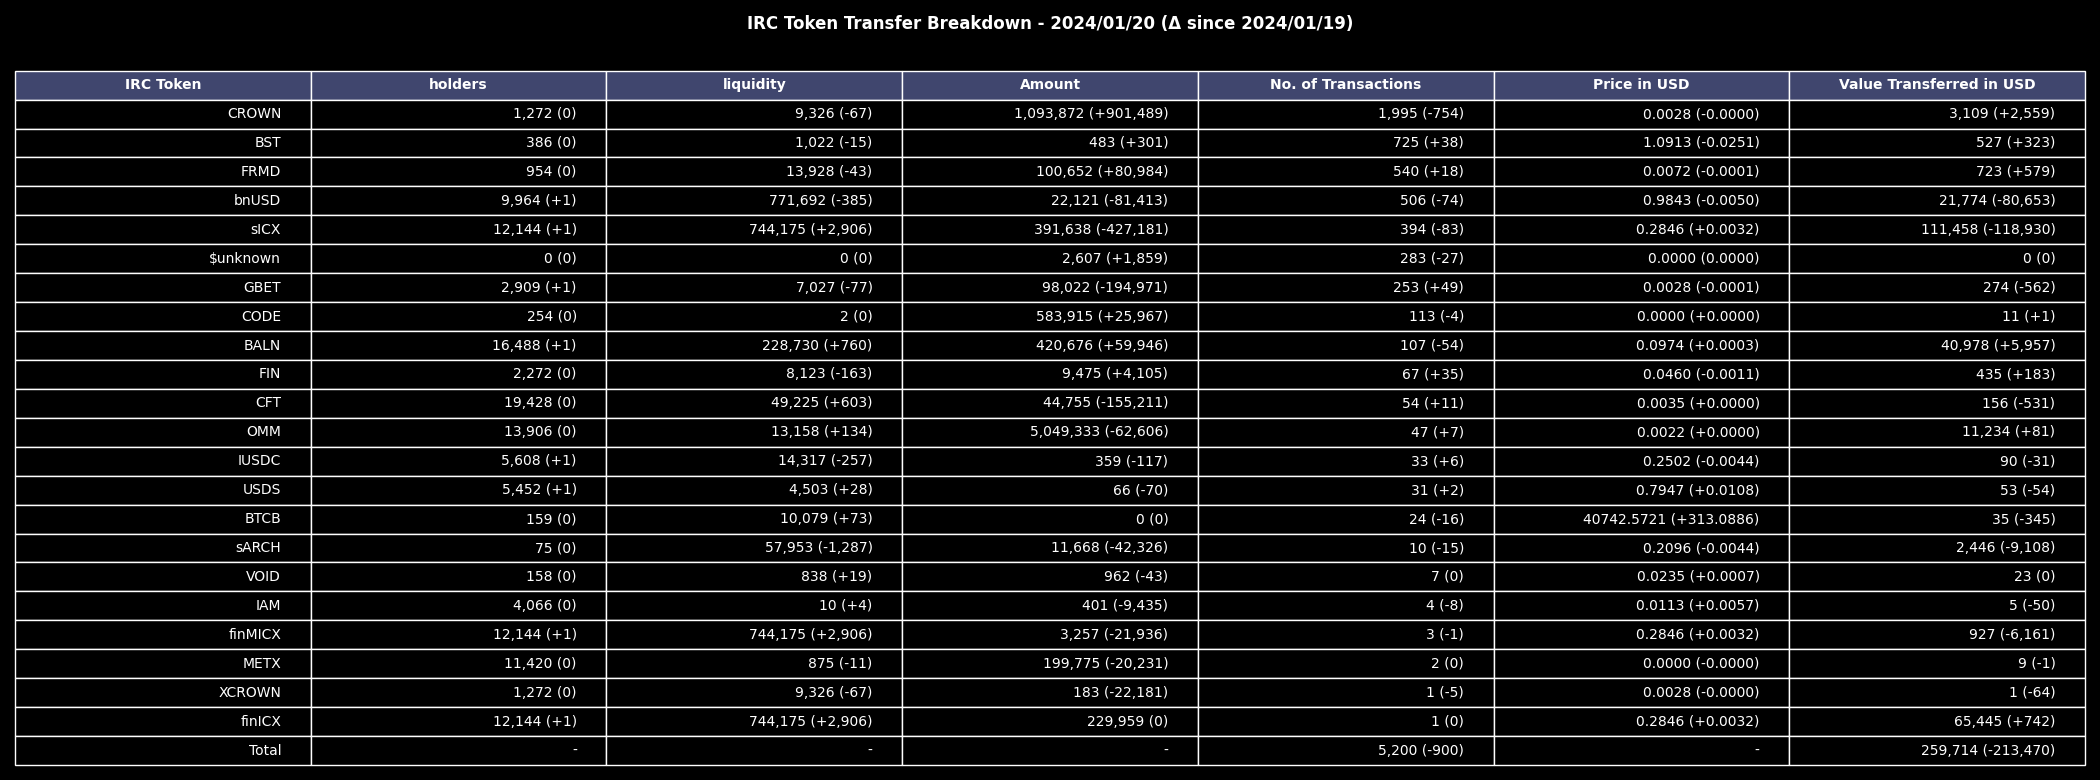 IRC Token Transfer Breakdown - 2024/01/20 (Δ since 2024/01/19)
IRC Token holders liquidity Amount No. of Transactions Price in USD Value Transferred in USD
CROWN 1,272 (0) 9,326 (-67) 1,093,872 (+901,489) 1,995 (-754) 0.0028 (-0.0000) 3,109 (+2,559)
BST 386 (0) 1,022 (-15) 483 (+301) 725 (+38) 1.0913 (-0.0251) 527 (+323)
FRMD 954 (0) 13,928 (-43) 100,652 (+80,984) 540 (+18) 0.0072 (-0.0001) 723 (+579)
bnUSD 9,964 (+1) 771,692 (-385) 22,121 (-81,413) 506 (-74) 0.9843 (-0.0050) 21,774 (-80,653)
sICX 12,144 (+1) 744,175 (+2,906) 391,638 (-427,181) 394 (-83) 0.2846 (+0.0032) 111,458 (-118,930)
$unknown 0 (0) 0 (0) 2,607 (+1,859) 283 (-27) 0.0000 (0.0000) 0 (0)
GBET 2,909 (+1) 7,027 (-77) 98,022 (-194,971) 253 (+49) 0.0028 (-0.0001) 274 (-562)
CODE 254 (0) 2 (0) 583,915 (+25,967) 113 (-4) 0.0000 (+0.0000) 11 (+1)
BALN 16,488 (+1) 228,730 (+760) 420,676 (+59,946) 107 (-54) 0.0974 (+0.0003) 40,978 (+5,957)
FIN 2,272 (0) 8,123 (-163) 9,475 (+4,105) 67 (+35) 0.0460 (-0.0011) 435 (+183)
CFT 19,428 (0) 49,225 (+603) 44,755 (-155,211) 54 (+11) 0.0035 (+0.0000) 156 (-531)
OMM 13,906 (0) 13,158 (+134) 5,049,333 (-62,606) 47 (+7) 0.0022 (+0.0000) 11,234 (+81)
IUSDC 5,608 (+1) 14,317 (-257) 359 (-117) 33 (+6) 0.2502 (-0.0044) 90 (-31)
USDS 5,452 (+1) 4,503 (+28) 66 (-70) 31 (+2) 0.7947 (+0.0108) 53 (-54)
BTCB 159 (0) 10,079 (+73) 0 (0) 24 (-16) 40742.5721 (+313.0886) 35 (-345)
sARCH 75 (0) 57,953 (-1,287) 11,668 (-42,326) 10 (-15) 0.2096 (-0.0044) 2,446 (-9,108)
VOID 158 (0) 838 (+19) 962 (-43) 7 (0) 0.0235 (+0.0007) 23 (0)
IAM 4,066 (0) 10 (+4) 401 (-9,435) 4 (-8) 0.0113 (+0.0057) 5 (-50)
finMICX 12,144 (+1) 744,175 (+2,906) 3,257 (-21,936) 3 (-1) 0.2846 (+0.0032) 927 (-6,161)
METX 11,420 (0) 875 (-11) 199,775 (-20,231) 2 (0) 0.0000 (-0.0000) 9 (-1)
XCROWN 1,272 (0) 9,326 (-67) 183 (-22,181) 1 (-5) 0.0028 (-0.0000) 1 (-64)
finICX 12,144 (+1) 744,175 (+2,906) 229,959 (0) 1 (0) 0.2846 (+0.0032) 65,445 (+742)
Total - - - 5,200 (-900) - 259,714 (-213,470)